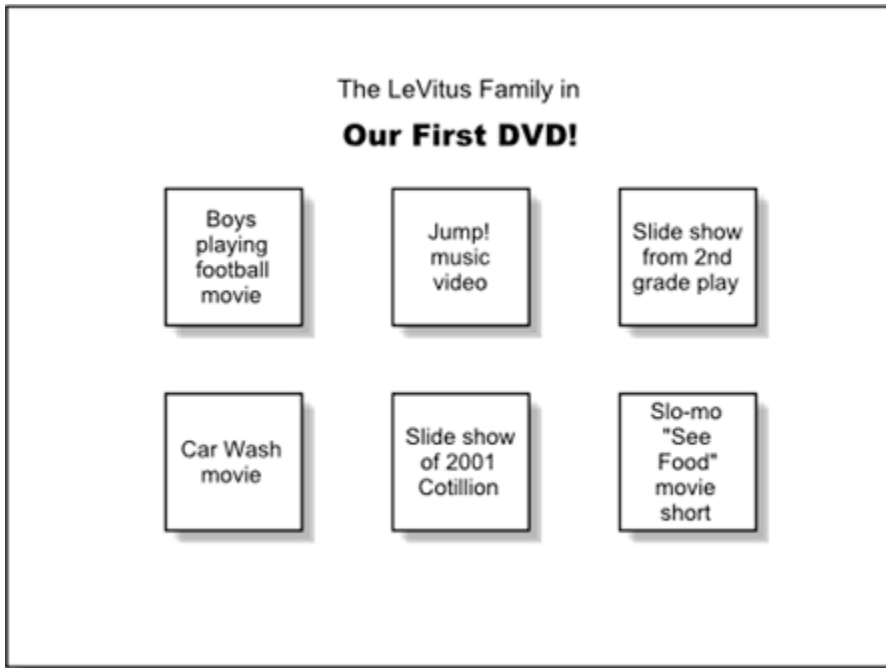 The LeVitus Family in
Our First DVD!
Boys
playing
football
movie
Jump!
music
video
Slide show
from 2nd
grade play
Car Wash
movie
Slide show
of 2001
Cotillion
Slo-mo
"See
Food"
movie
short